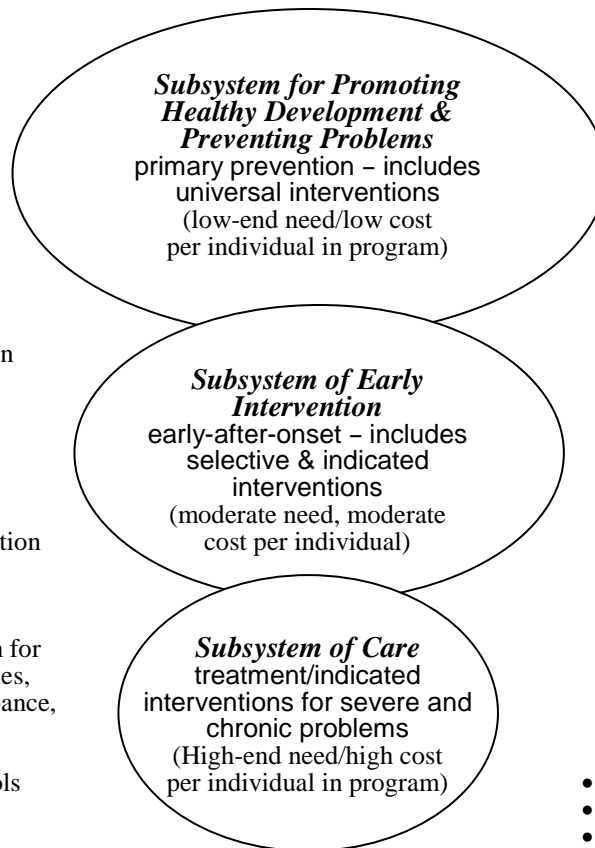 Subsystem for Promoting
Healthy Development &
Preventing Problems
primary prevention – includes
universal interventions
(low-end need/low cost
per individual in program)
Subsystem of Early
Intervention
early-after-onset – includes
selective & indicated
interventions
(moderate need, moderate
cost per individual)
Subsystem of Care
treatment/indicated
interventions for severe and
chronic problems
(High-end need/high cost
per individual in program)
for